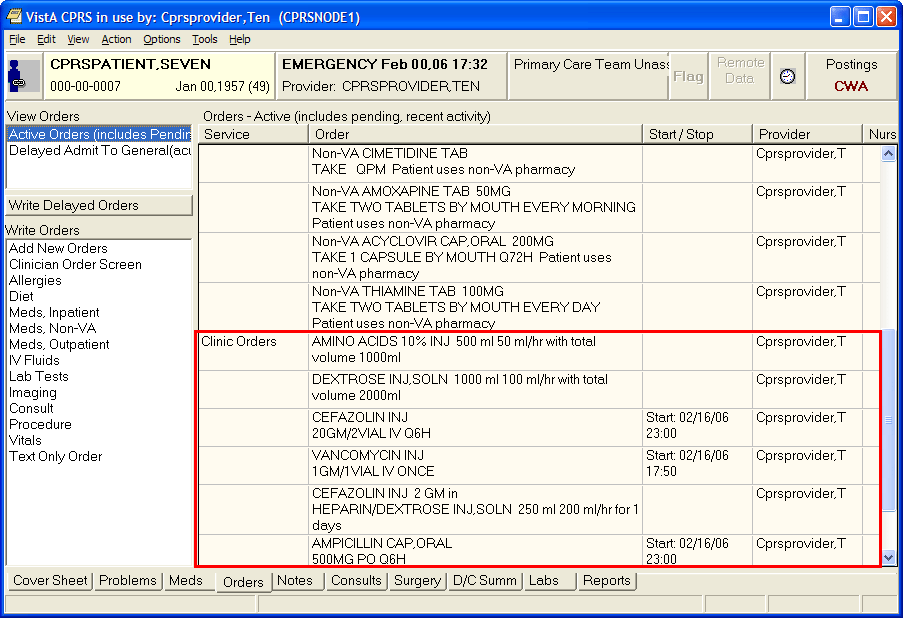 VistA CPRS in use by: Cprsprovider,Ten (CPRSNODE1)
File Edit View Action Options Tools Help
CPRSPATIENT,SEVEN
000-00-0007 Jan 00,1957 (49)
EMERGENCY Feb 00,06 17:32
Provider: CPRSPROVIDER,TEN
Primary Care Team Unass
Flag
Remote
Data
Postings
CWA
View Orders
Active Orders (includes Pendin
Delayed Admit To General(acu
Write Delayed Orders
Write Orders
Add New Orders
Clinician Order Screen
Allergies
Diet
Meds, Inpatient
Meds, Non-VA
Meds, Outpatient
IV Fluids
Lab Tests
Imaging
Consult
Procedure
Vitals
Text Only Order
Orders - Active (includes pending, recent activity)
Service Order Start / Stop Provider Nurs
Non-VA CIMETIDINE TAB Cprsprovider,T
TAKE QPM Patient uses non-VA pharmacy
Non-VA AMOXAPINE TAB 50MG Cprsprovider,T
TAKE TWO TABLETS BY MOUTH EVERY MORNING
Patient uses non-VA pharmacy
Non-VA ACYCLOVIR CAP,ORAL 200MG Cprsprovider,T
TAKE 1 CAPSULE BY MOUTH Q72H Patient uses
non-VA pharmacy
Non-VA THIAMINE TAB 100MG Cprsprovider,T
TAKE TWO TABLETS BY MOUTH EVERY DAY
Patient uses non-VA pharmacy
Clinic Orders AMINO ACIDS 10% INJ 500 ml 50 ml/hr with total Cprsprovider,T
volume 1000ml
DEXTROSE INJ,SOLN 1000 ml 100 ml/hr with total Cprsprovider,T
volume 2000ml
CEFAZOLIN INJ Start: 02/16/06 Cprsprovider,T
20GM/2VIAL IV Q6H 23:00
VANCOMYCIN INJ Start: 02/16/06 Cprsprovider,T
1GM/1VIAL IV ONCE 17:50
CEFAZOLIN INJ 2 GM in Cprsprovider,T
HEPARIN/DEXTROSE INJ,SOLN 250 ml 200 ml/hr for 1
days
AMPICILLIN CAP,ORAL Start: 02/16/06 Cprsprovider,T
500MG PO Q6H 23:00
Cover Sheet Problems Meds Orders Notes Consults Surgery D/C Summ Labs Reports